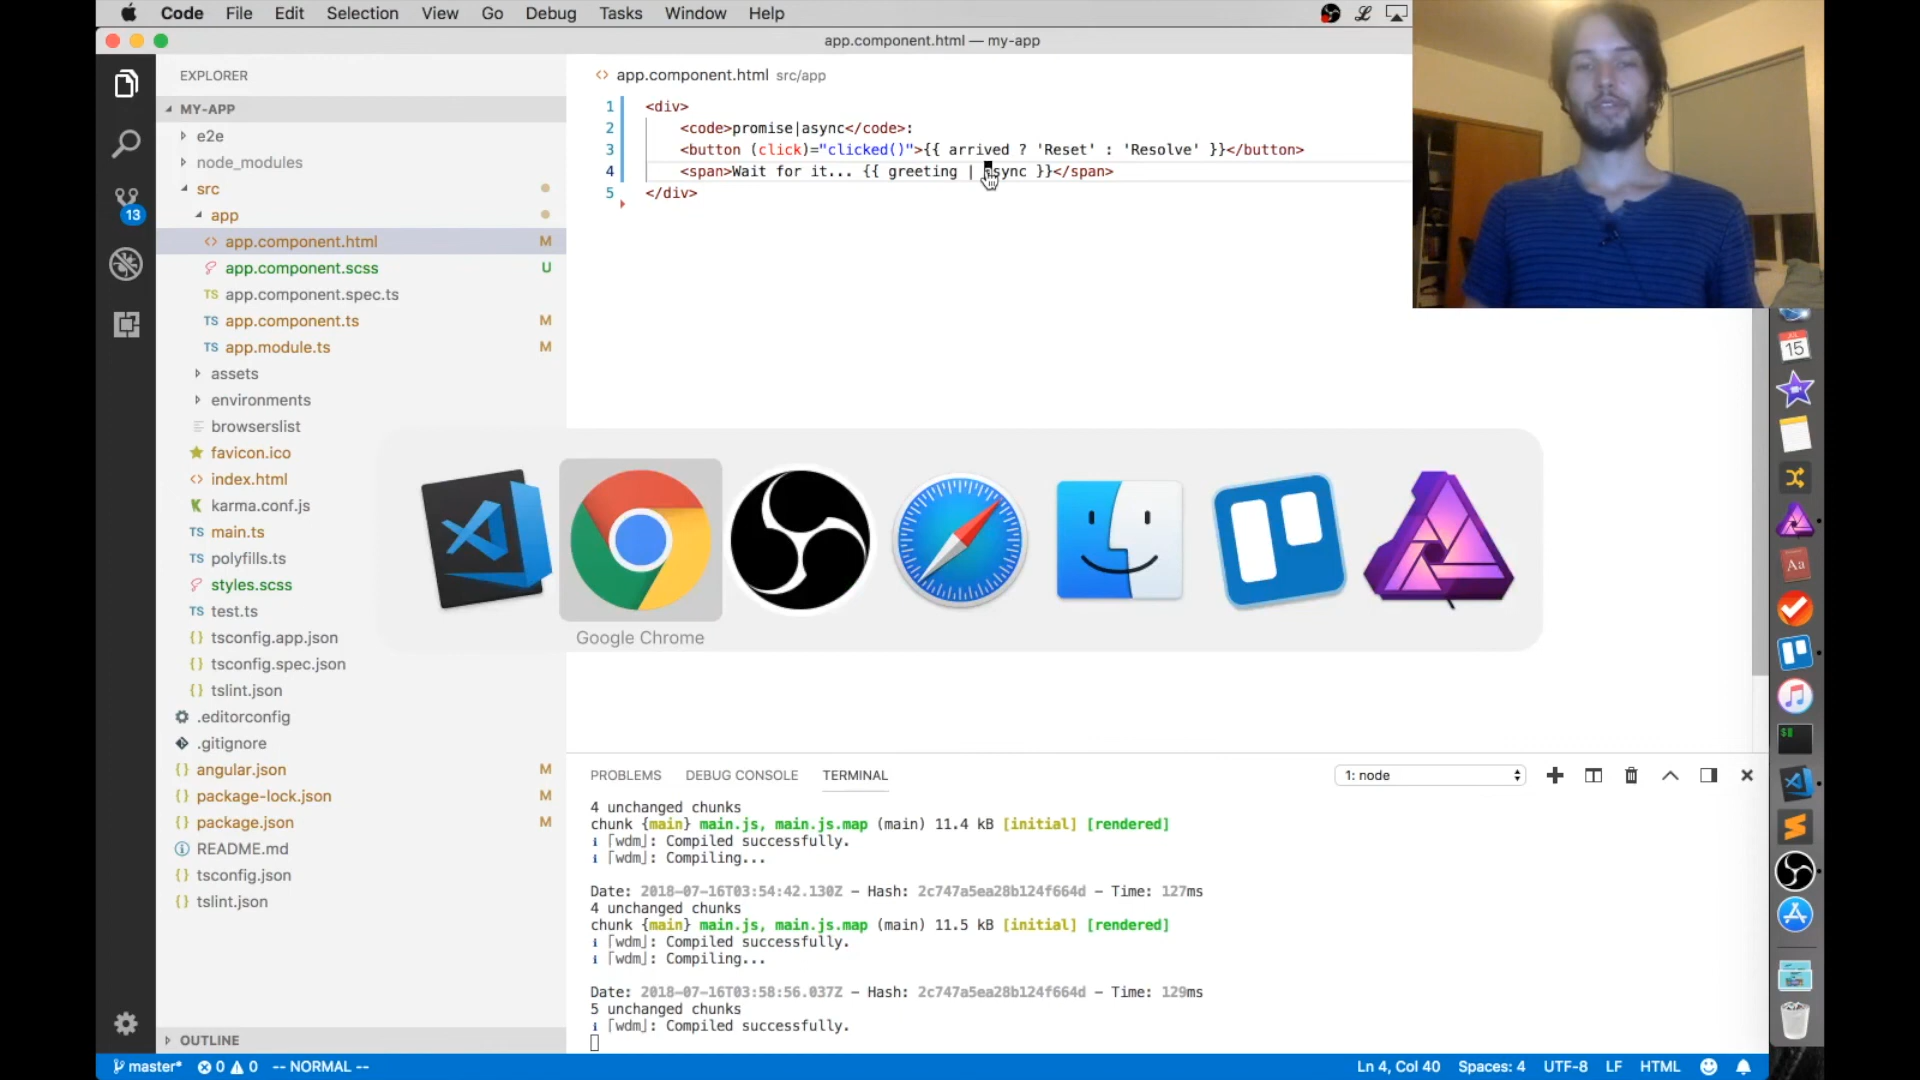 Code File Edit Selection View Go Debug Tasks Window Help
app.component.html — my-app
EXPLORER
MY-APP
e2e
node_modules
src
app
app.component.html M
app.component.scss U
TS app.component.spec.ts
TS app.component.ts M
TS app.module.ts M
assets
environments
browserslist
favicon.ico
index.html
karma.conf.js
TS main.ts
TS polyfills.ts
styles.scss
TS test.ts
{} tsconfig.app.json
{} tsconfig.spec.json
{} tslint.json
.editorconfig
.gitignore
{} angular.json M
{} package-lock.json M
{} package.json M
README.md
{} tsconfig.json
{} tslint.json
OUTLINE
13
app.component.html src/app
1 <div>
2 <code>promise|async</code>:
3 <button (click)="clicked()">{{ arrived ? 'Reset' : 'Resolve' }}</button>
4 <span>Wait for it... {{ greeting | async }}</span>
5 </div>
Google Chrome
PROBLEMS DEBUG CONSOLE TERMINAL 1: node
4 unchanged chunks
chunk {main} main.js, main.js.map (main) 11.4 kB [initial] [rendered]
i ｢wdm｣: Compiled successfully.
i ｢wdm｣: Compiling...
Date: 2018-07-16T03:54:42.130Z - Hash: 2c747a5ea28b124f664d - Time: 127ms
4 unchanged chunks
chunk {main} main.js, main.js.map (main) 11.5 kB [initial] [rendered]
i ｢wdm｣: Compiled successfully.
i ｢wdm｣: Compiling...
Date: 2018-07-16T03:58:56.037Z - Hash: 2c747a5ea28b124f664d - Time: 129ms
5 unchanged chunks
i ｢wdm｣: Compiled successfully.
master* 0 0 -- NORMAL -- Ln 4, Col 40 Spaces: 4 UTF-8 LF HTML
15
Aa